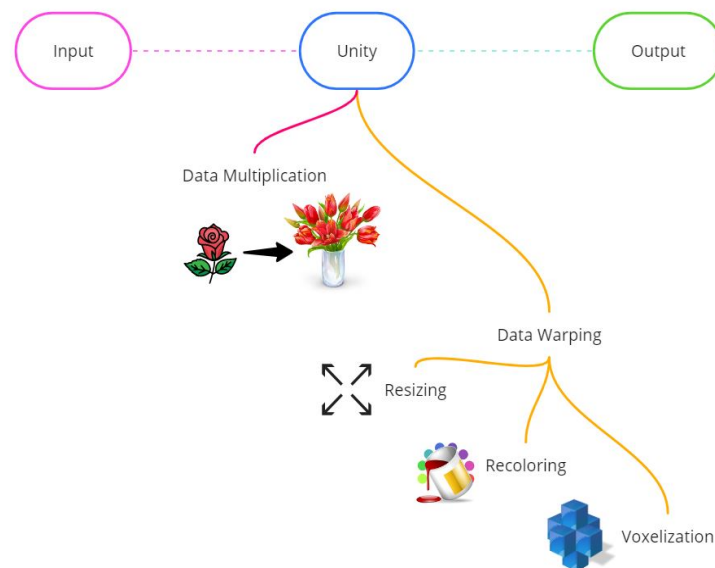 Input
Unity
Output
Data Multiplication
Data Warping
Resizing
Recoloring
Voxelization